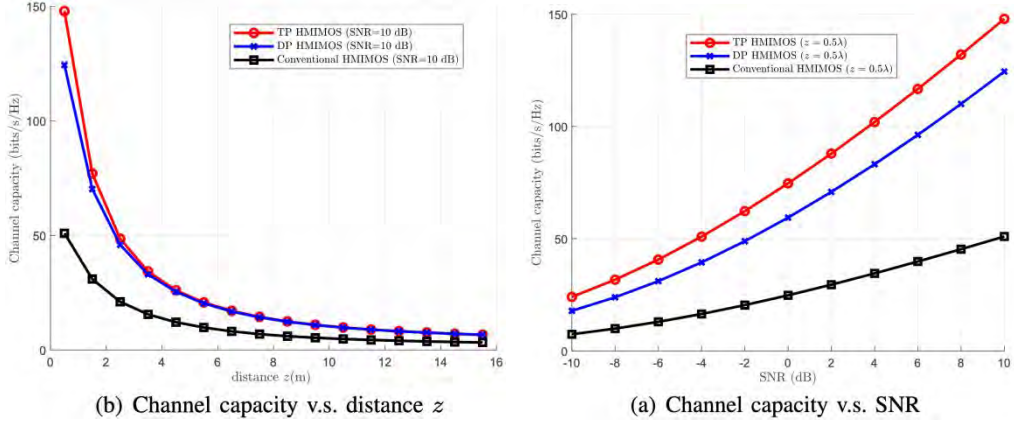 150
100
50
0
Channel capacity (bits/s/Hz)
TP HMIMOS (SNR=10 dB)
DP HMIMOS (SNR=10 dB)
Conventional HMIMOS (SNR=10 dB)
0 2 4 6 8 10 12 14 16
distance z(m)
(b) Channel capacity v.s. distance z
150
100
50
0
Channel capacity (bits/s/Hz)
TP HMIMOS (z = 0.5λ)
DP HMIMOS (z = 0.5λ)
Conventional HMIMOS (z = 0.5λ)
-10 -8 -6 -4 -2 0 2 4 6 8 10
SNR (dB)
(a) Channel capacity v.s. SNR